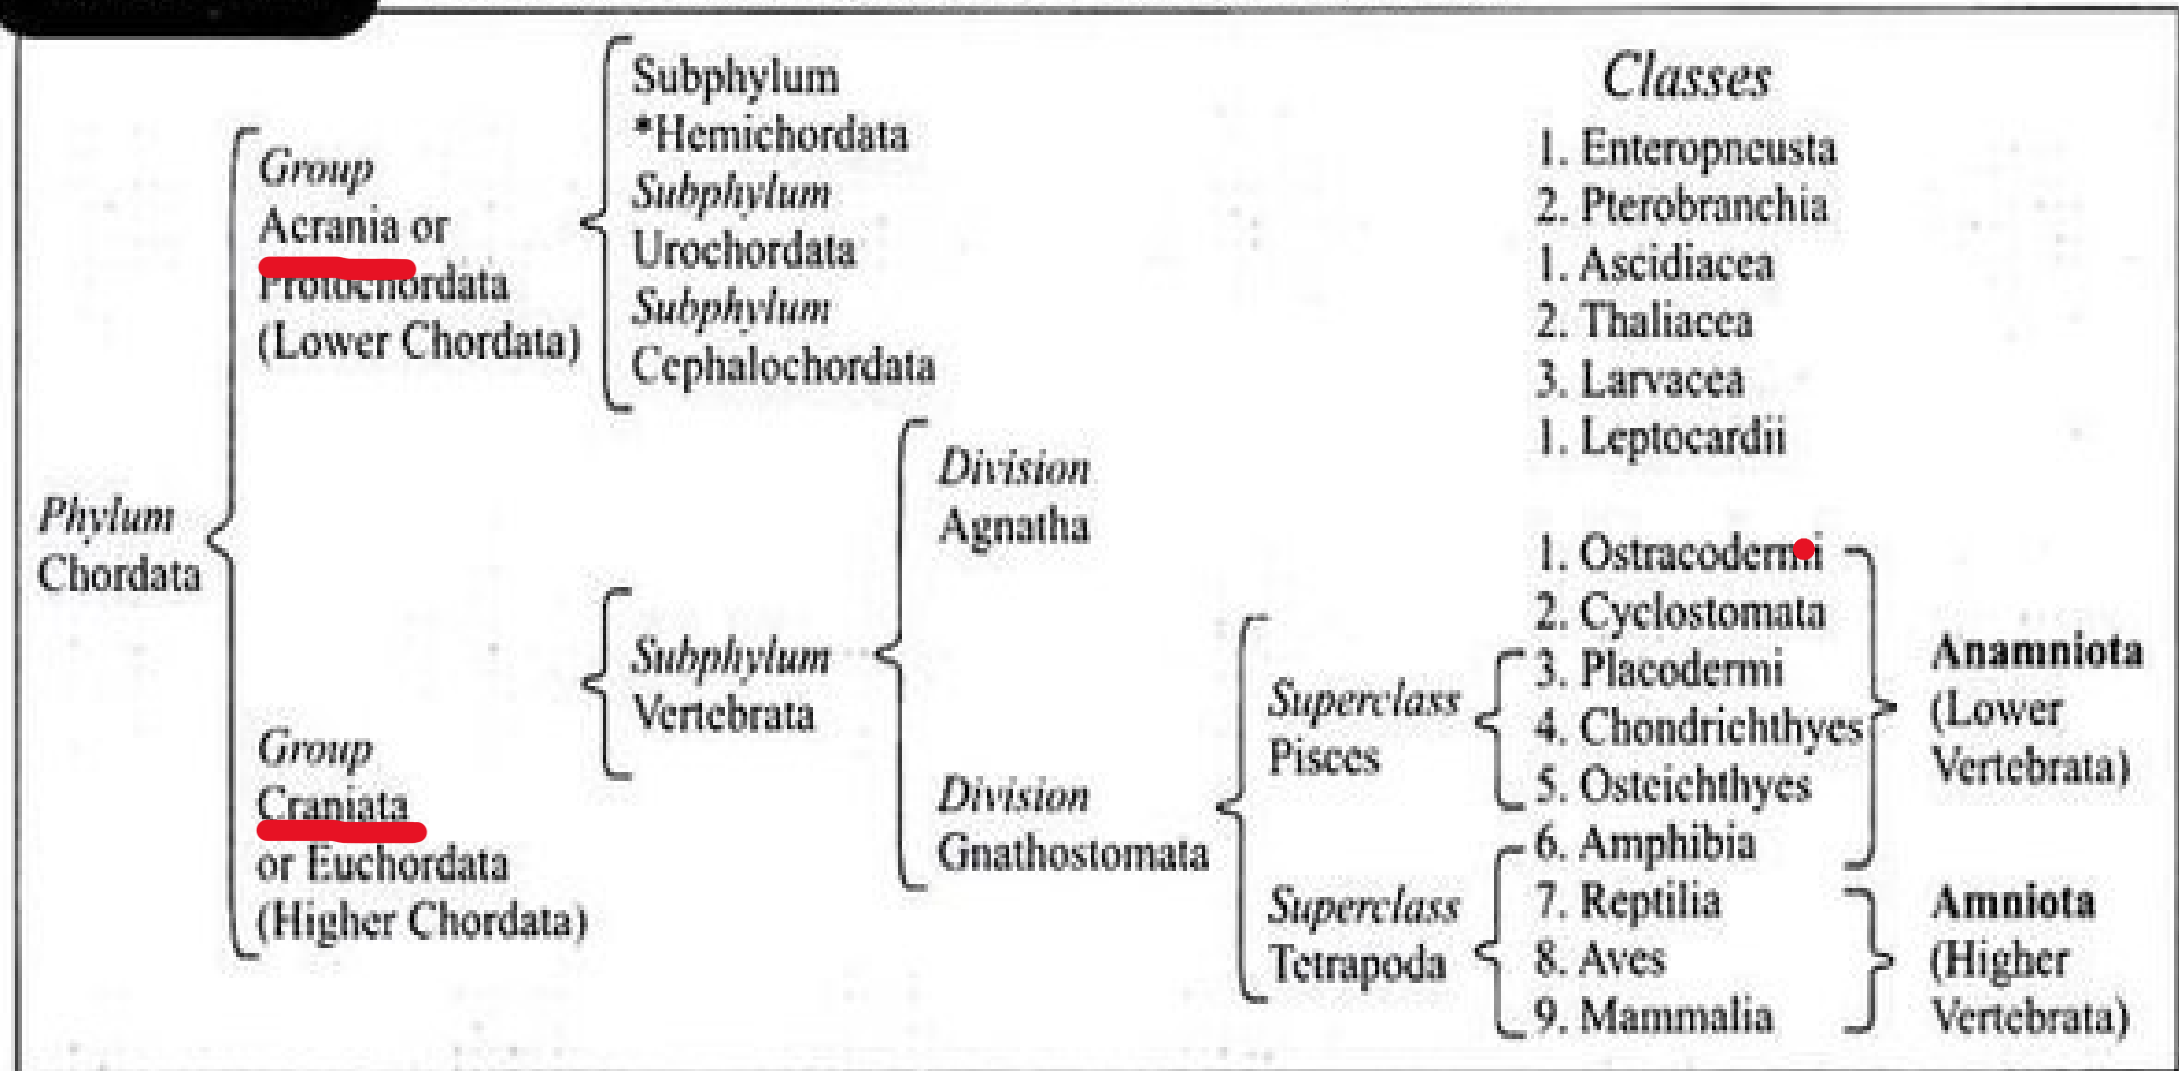 Classes
Group
Acrania or
Protochordata
(Lower Chordata)
Subphylum
*Hemichordata
Subphylum
Urochordata
Subphylum
Cephalochordata
1. Enteropneusta
2. Pterobranchia
1. Ascidiacea
2. Thaliacea
3. Larvacea
1. Leptocardii
Phylum
Chordata
Group
Craniata
or Euchordata
(Higher Chordata)
Subphylum
Vertebrata
Division
Agnatha
Division
Gnathostomata
Superclass
Pisces
Superclass
Tetrapoda
1. Ostracodermi
2. Cyclostomata
3. Placodermi
4. Chondrichthyes
5. Osteichthyes
6. Amphibia
7. Reptilia
8. Aves
9. Mammalia
Anamniota
(Lower
Vertebrata)
Amniota
(Higher
Vertebrata)